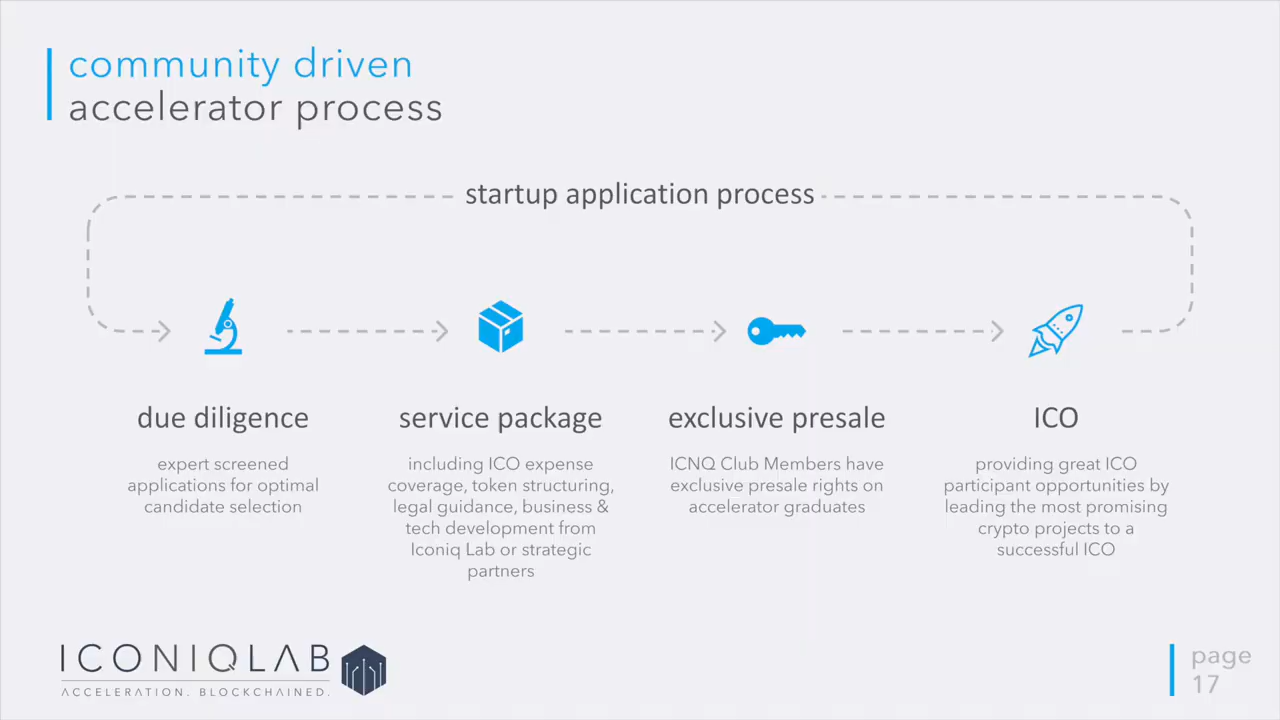 community driven
accelerator process
startup application process
due diligence
expert screened
applications for optimal
candidate selection
service package
including ICO expense
coverage, token structuring,
legal guidance, business &
tech development from
Iconiq Lab or strategic
partners
exclusive presale
ICNQ Club Members have
exclusive presale rights on
accelerator graduates
ICO
providing great ICO
participant opportunities by
leading the most promising
crypto projects to a
successful ICO
ICONIQLAB
ACCELERATION. BLOCKCHAINED.
page
17